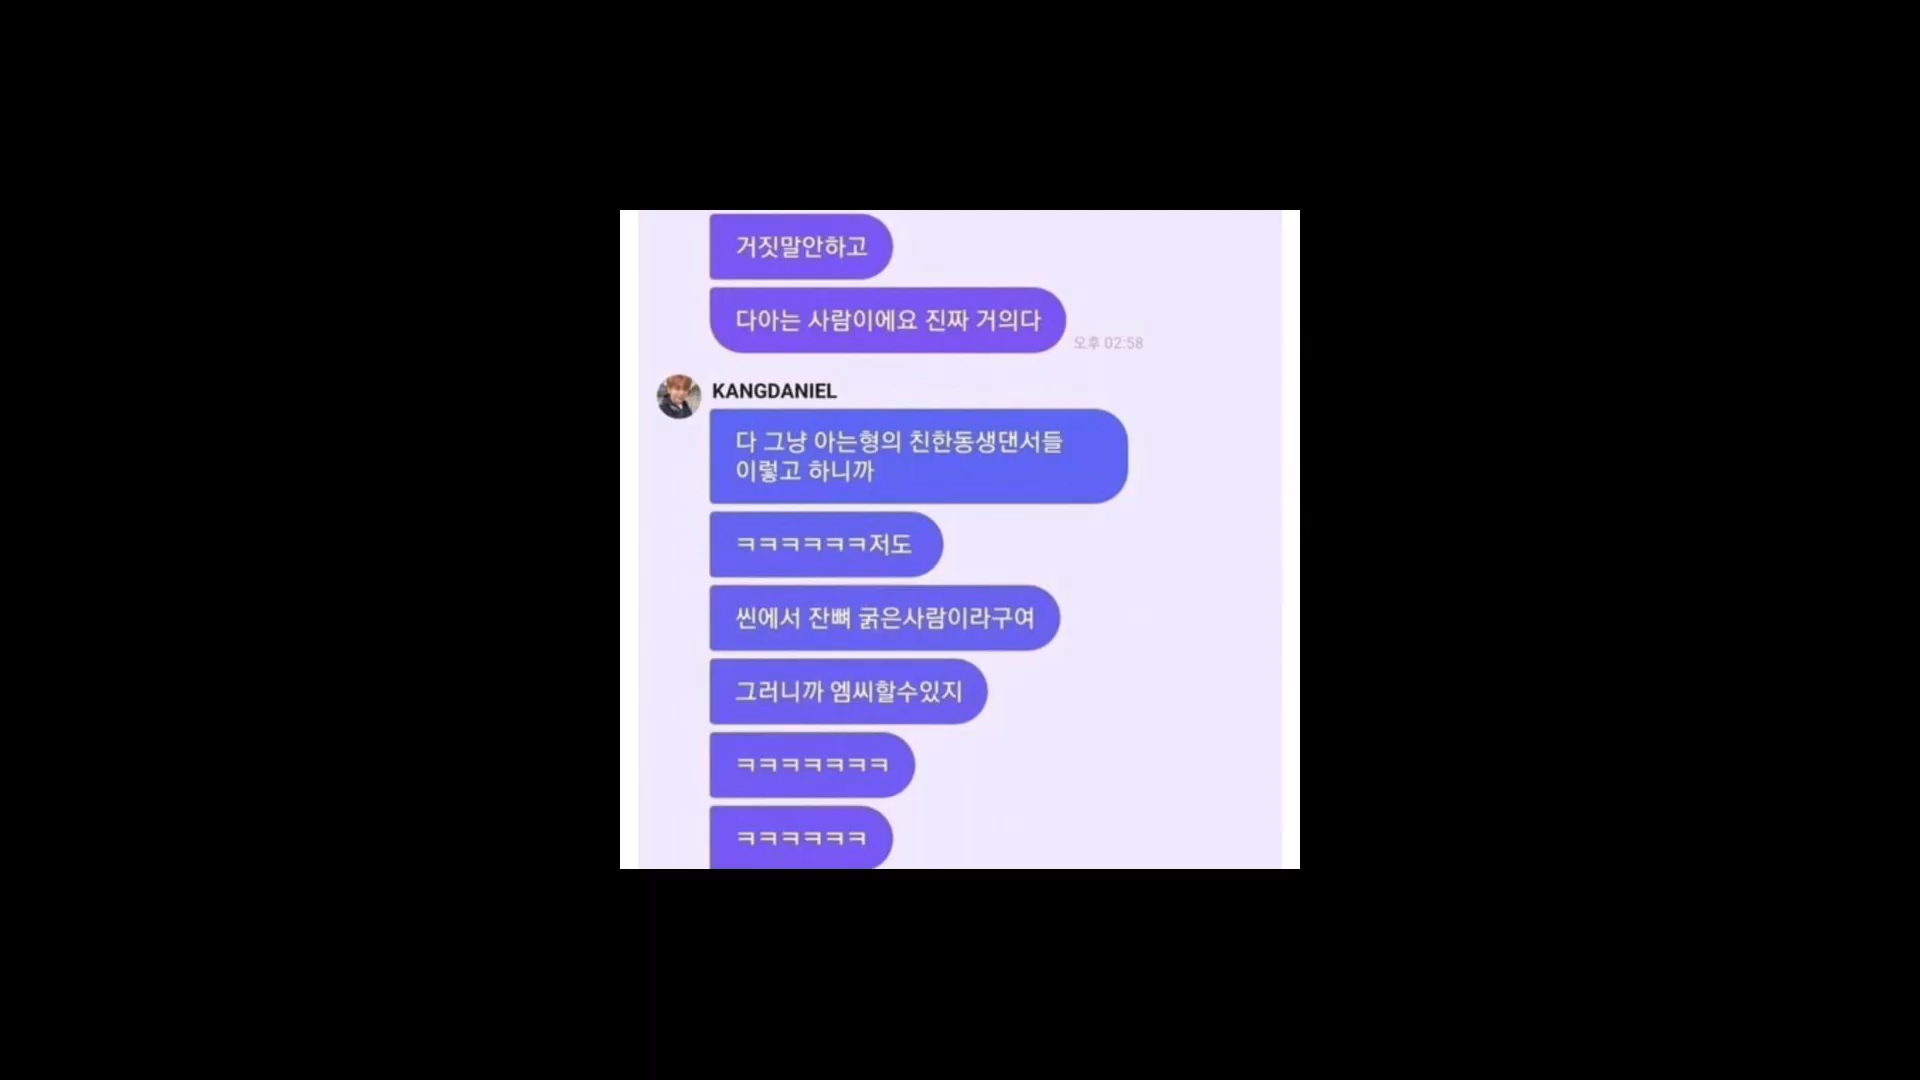 거짓말안하고
다아는 사람이에요 진짜 거의다
오후 02:58
KANGDANIEL
다 그냥 아는형의 친한동생댄서들
이렇고 하니까
ㅋㅋㅋㅋㅋㅋ저도
씬에서 잔뼈 굵은사람이라구여
그러니까 엠씨할수있지
ㅋㅋㅋㅋㅋㅋㅋ
ㅋㅋㅋㅋㅋㅋ